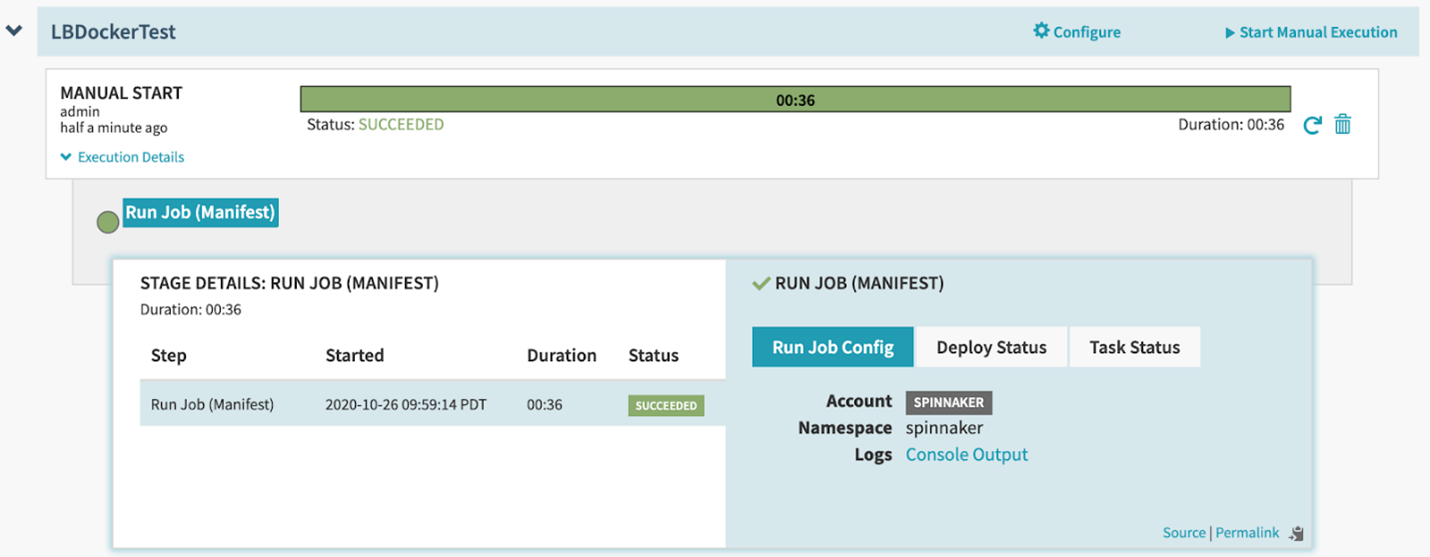 LBDockerTest
Configure
Start Manual Execution
MANUAL START
admin
half a minute ago
00:36
Status: SUCCEEDED
Duration: 00:36
Execution Details
Run Job (Manifest)
STAGE DETAILS: RUN JOB (MANIFEST)
Duration: 00:36
Step Started Duration Status
Run Job (Manifest) 2020-10-26 09:59:14 PDT 00:36 SUCCEEDED
RUN JOB (MANIFEST)
Run Job Config Deploy Status Task Status
Account SPINNAKER
Namespace spinnaker
Logs Console Output
Source | Permalink